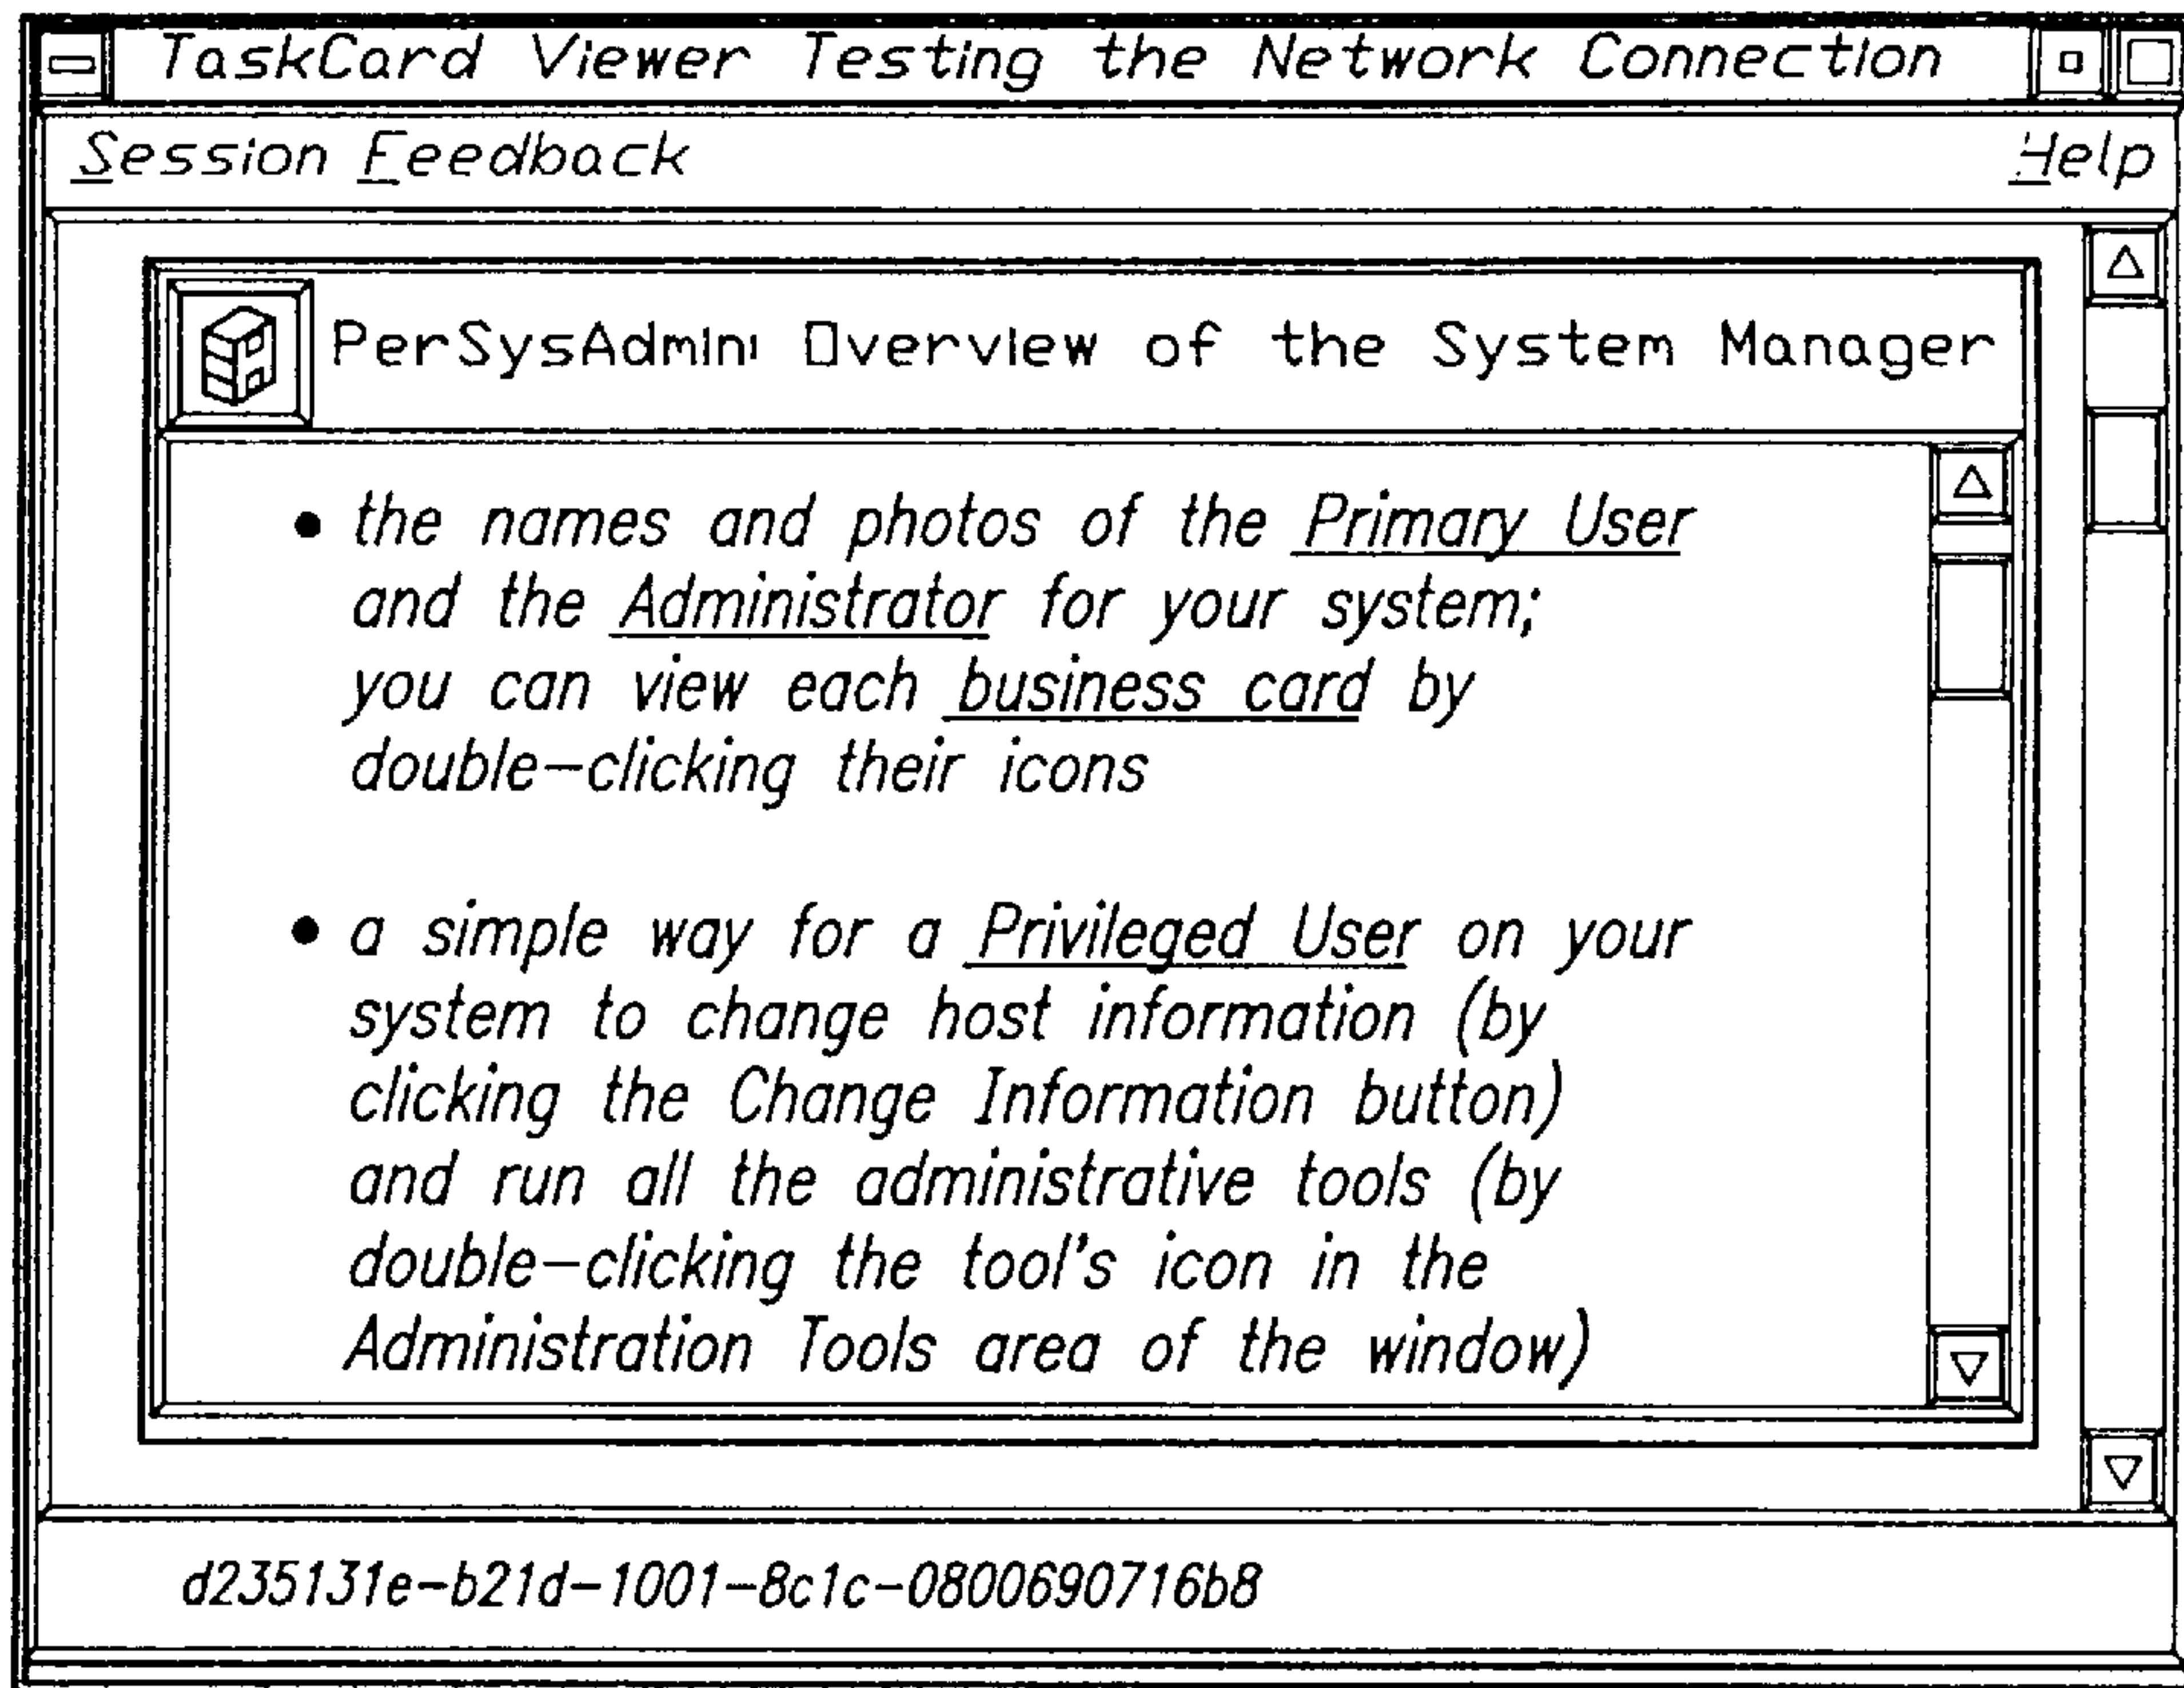 TaskCard Viewer Testing the Network Connection
Session Feedback Help
PerSysAdmin: Overview of the System Manager
• the names and photos of the Primary User
and the Administrator for your system;
you can view each business card by
double-clicking their icons
• a simple way for a Privileged User on your
system to change host information (by
clicking the Change Information button)
and run all the administrative tools (by
double-clicking the tool's icon in the
Administration Tools area of the window)
d235131e-b21d-1001-8c1c-0800690716b8